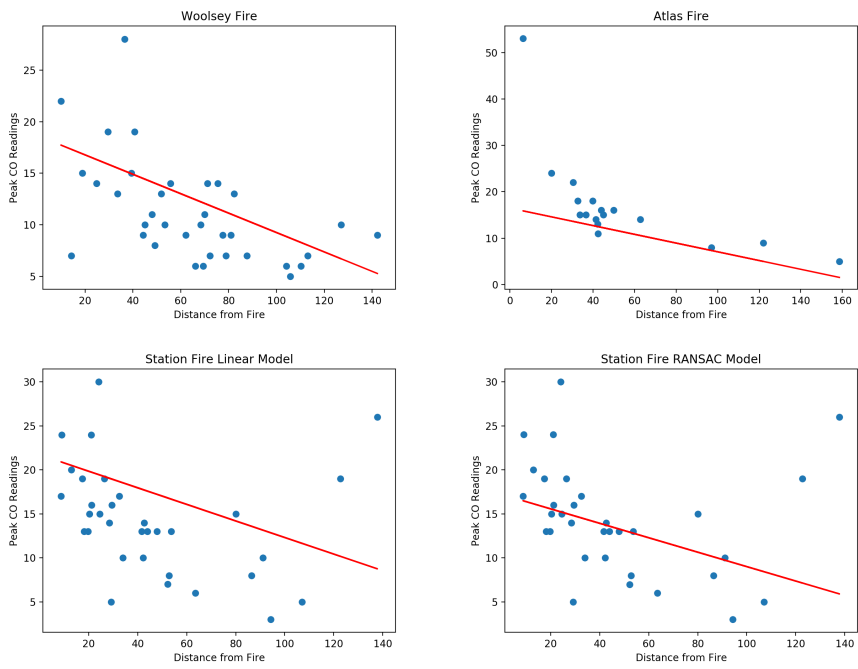 Woolsey Fire
Peak CO Readings
25
20
15
10
5
20 40 60 80 100 120 140
Distance from Fire
Atlas Fire
Peak CO Readings
50
40
30
20
10
0
0 20 40 60 80 100 120 140 160
Distance from Fire
Station Fire Linear Model
Peak CO Readings
30
25
20
15
10
5
20 40 60 80 100 120 140
Distance from Fire
Station Fire RANSAC Model
Peak CO Readings
30
25
20
15
10
5
20 40 60 80 100 120 140
Distance from Fire